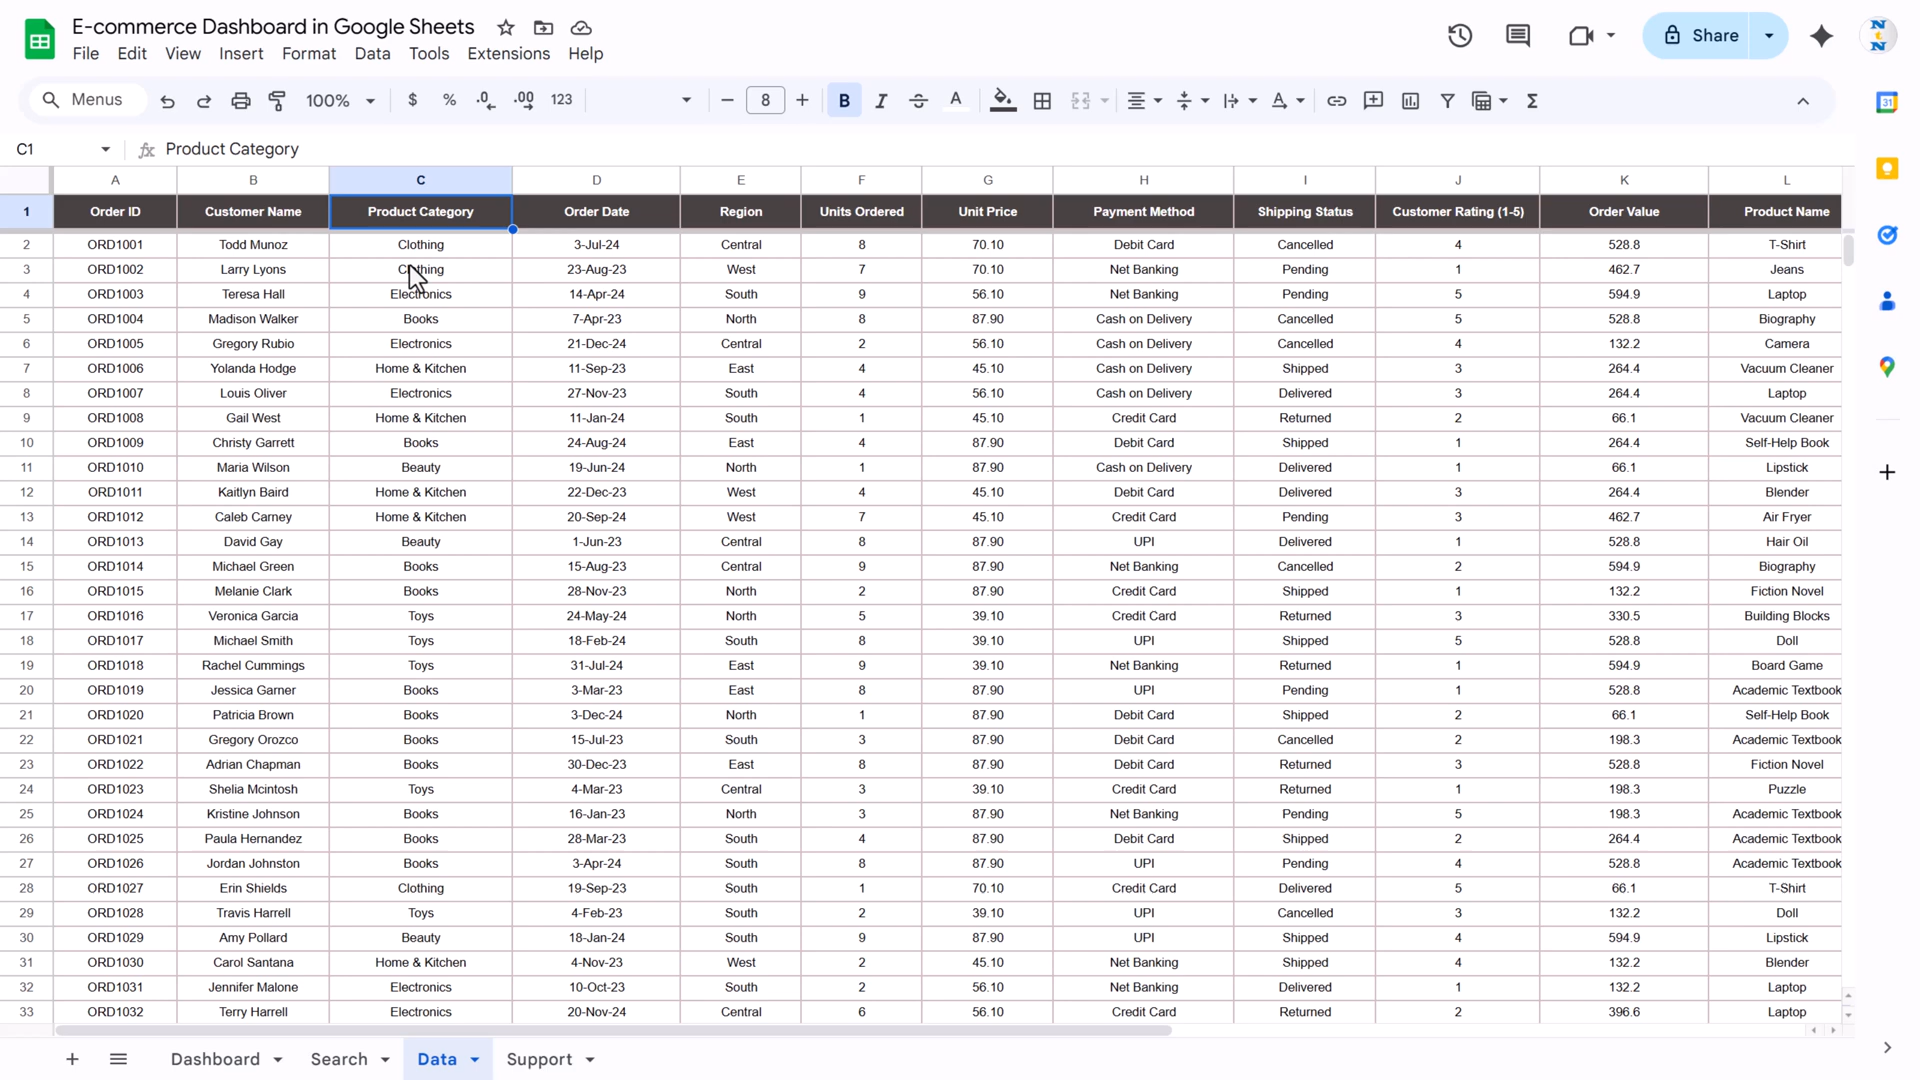 E-commerce Dashboard in Google Sheets
File Edit View Insert Format Data Tools Extensions Help
Share
Menus 100% $ % .0 .00 123 8 B I A
C1 Product Category
A B C D E F G H I J K L
1 Order ID Customer Name Product Category Order Date Region Units Ordered Unit Price Payment Method Shipping Status Customer Rating (1-5) Order Value Product Name
2 ORD1001 Todd Munoz Clothing 3-Jul-24 Central 8 70.10 Debit Card Cancelled 4 528.8 T-Shirt
3 ORD1002 Larry Lyons Clothing 23-Aug-23 West 7 70.10 Net Banking Pending 1 462.7 Jeans
4 ORD1003 Teresa Hall Electronics 14-Apr-24 South 9 56.10 Net Banking Pending 5 594.9 Laptop
5 ORD1004 Madison Walker Books 7-Apr-23 North 8 87.90 Cash on Delivery Cancelled 5 528.8 Biography
6 ORD1005 Gregory Rubio Electronics 21-Dec-24 Central 2 56.10 Cash on Delivery Cancelled 4 132.2 Camera
7 ORD1006 Yolanda Hodge Home & Kitchen 11-Sep-23 East 4 45.10 Cash on Delivery Shipped 3 264.4 Vacuum Cleaner
8 ORD1007 Louis Oliver Electronics 27-Nov-23 South 4 56.10 Cash on Delivery Delivered 3 264.4 Laptop
9 ORD1008 Gail West Home & Kitchen 11-Jan-24 South 1 45.10 Credit Card Returned 2 66.1 Vacuum Cleaner
10 ORD1009 Christy Garrett Books 24-Aug-24 East 4 87.90 Debit Card Shipped 1 264.4 Self-Help Book
11 ORD1010 Maria Wilson Beauty 19-Jun-24 North 1 87.90 Cash on Delivery Delivered 1 66.1 Lipstick
12 ORD1011 Kaitlyn Baird Home & Kitchen 22-Dec-23 West 4 45.10 Debit Card Delivered 3 264.4 Blender
13 ORD1012 Caleb Carney Home & Kitchen 20-Sep-24 West 7 45.10 Credit Card Pending 3 462.7 Air Fryer
14 ORD1013 David Gay Beauty 1-Jun-23 Central 8 87.90 UPI Delivered 1 528.8 Hair Oil
15 ORD1014 Michael Green Books 15-Aug-23 Central 9 87.90 Net Banking Cancelled 2 594.9 Biography
16 ORD1015 Melanie Clark Books 28-Nov-23 North 2 87.90 Credit Card Shipped 1 132.2 Fiction Novel
17 ORD1016 Veronica Garcia Toys 24-May-24 North 5 39.10 Credit Card Returned 3 330.5 Building Blocks
18 ORD1017 Michael Smith Toys 18-Feb-24 South 8 39.10 UPI Shipped 5 528.8 Doll
19 ORD1018 Rachel Cummings Toys 31-Jul-24 East 9 39.10 Net Banking Returned 1 594.9 Board Game
20 ORD1019 Jessica Garner Books 3-Mar-23 East 8 87.90 UPI Pending 1 528.8 Academic Textbook
21 ORD1020 Patricia Brown Books 3-Dec-24 North 1 87.90 Debit Card Shipped 2 66.1 Self-Help Book
22 ORD1021 Gregory Orozco Books 15-Jul-23 South 3 87.90 Debit Card Cancelled 2 198.3 Academic Textbook
23 ORD1022 Adrian Chapman Books 30-Dec-23 East 8 87.90 Debit Card Returned 3 528.8 Fiction Novel
24 ORD1023 Shelia Mcintosh Toys 4-Mar-23 Central 3 39.10 Credit Card Returned 1 198.3 Puzzle
25 ORD1024 Kristine Johnson Books 16-Jan-23 North 3 87.90 Net Banking Pending 5 198.3 Academic Textbook
26 ORD1025 Paula Hernandez Books 28-Mar-23 South 4 87.90 Debit Card Shipped 2 264.4 Academic Textbook
27 ORD1026 Jordan Johnston Books 3-Apr-24 South 8 87.90 UPI Pending 4 528.8 Academic Textbook
28 ORD1027 Erin Shields Clothing 19-Sep-23 South 1 70.10 Credit Card Delivered 5 66.1 T-Shirt
29 ORD1028 Travis Harrell Toys 4-Feb-23 South 2 39.10 UPI Cancelled 3 132.2 Doll
30 ORD1029 Amy Pollard Beauty 18-Jan-24 South 9 87.90 UPI Shipped 4 594.9 Lipstick
31 ORD1030 Carol Santana Home & Kitchen 4-Nov-23 West 2 45.10 Net Banking Shipped 4 132.2 Blender
32 ORD1031 Jennifer Malone Electronics 10-Oct-23 South 2 56.10 Net Banking Delivered 1 132.2 Laptop
33 ORD1032 Terry Harrell Electronics 20-Nov-24 Central 6 56.10 Credit Card Returned 2 396.6 Laptop
Dashboard Search Data Support